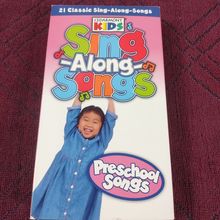 21 Classic Sing-Along-Songs
CEDARMONT
KIDS
Sing
-Along-
Songs
Preschool
Songs